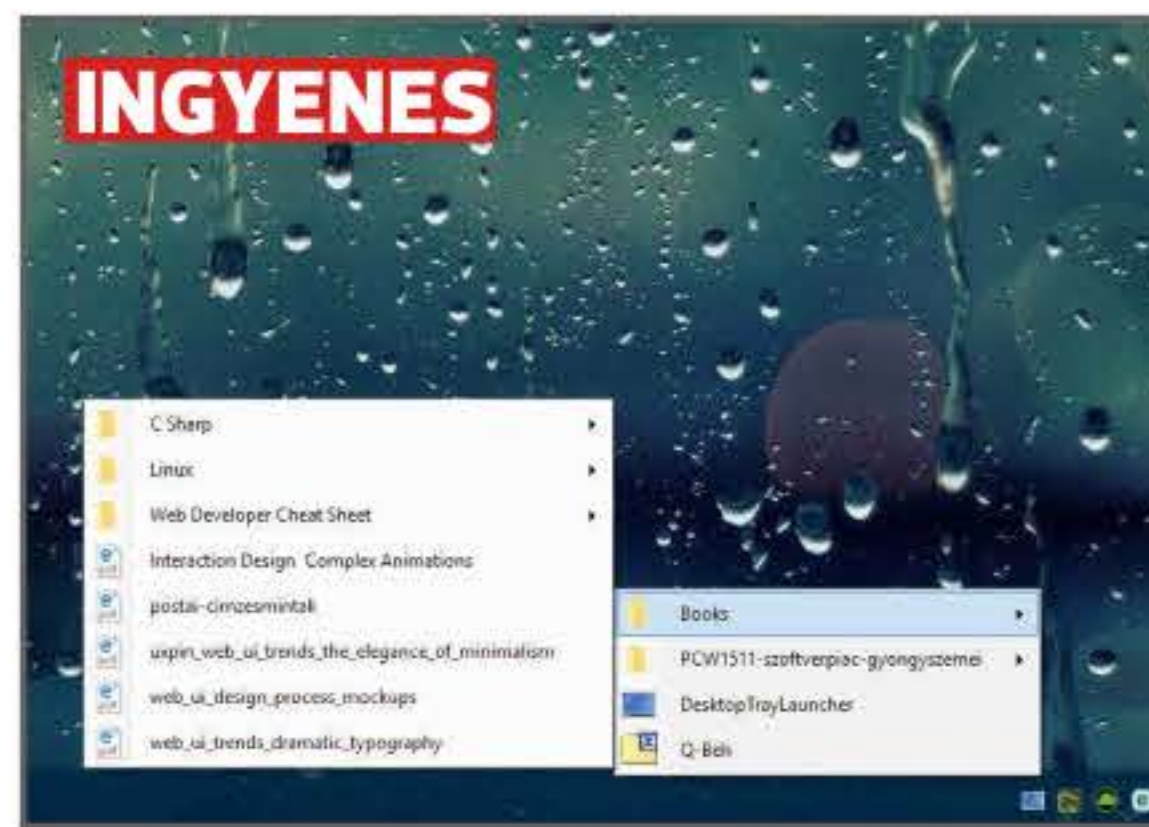 INGYENES
C Sharp
Linux
Web Developer Cheat Sheet
Interaction Design Complex Animations
postai-cimzesmintak
uxpin_web_ui_trends_the_elegance_of_minimalism
web_ui_design_process_mockups
web_ui_trends_dramatic_typography
Books
PCW1511-szoftverpiac-gyongyszemei
DesktopTrayLauncher